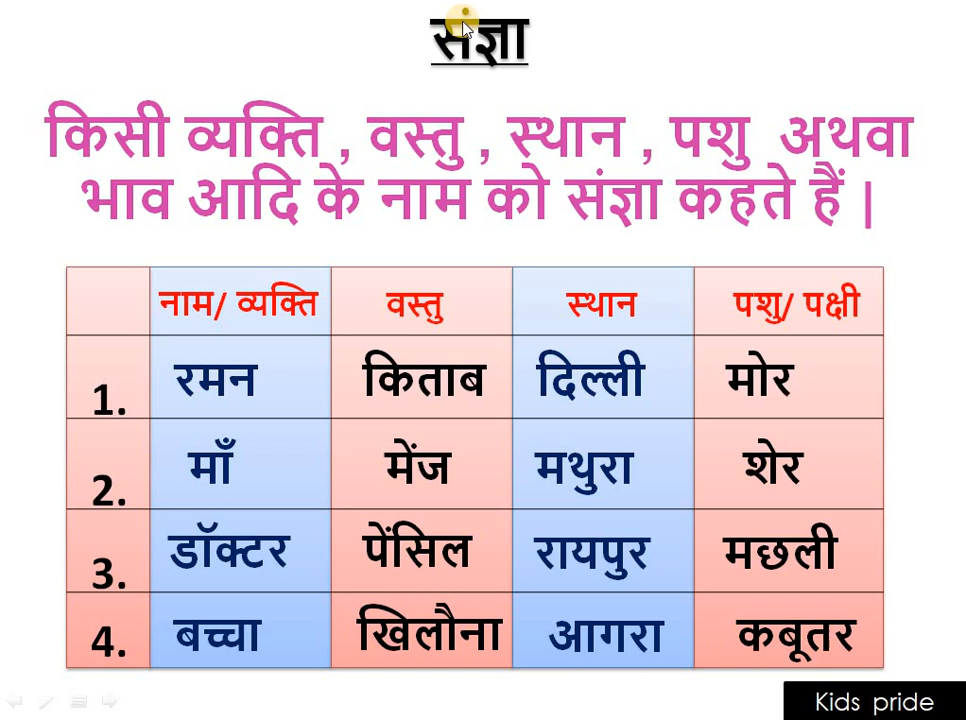 संज्ञा
किसी व्यक्ति , वस्तु , स्थान , पशु अथवा
भाव आदि के नाम को संज्ञा कहते हैं |
नाम/ व्यक्ति वस्तु स्थान पशु/ पक्षी
1. रमन किताब दिल्ली मोर
2. माँ मेंज मथुरा शेर
3. डॉक्टर पेंसिल रायपुर मछली
4. बच्चा खिलौना आगरा कबूतर
Kids pride